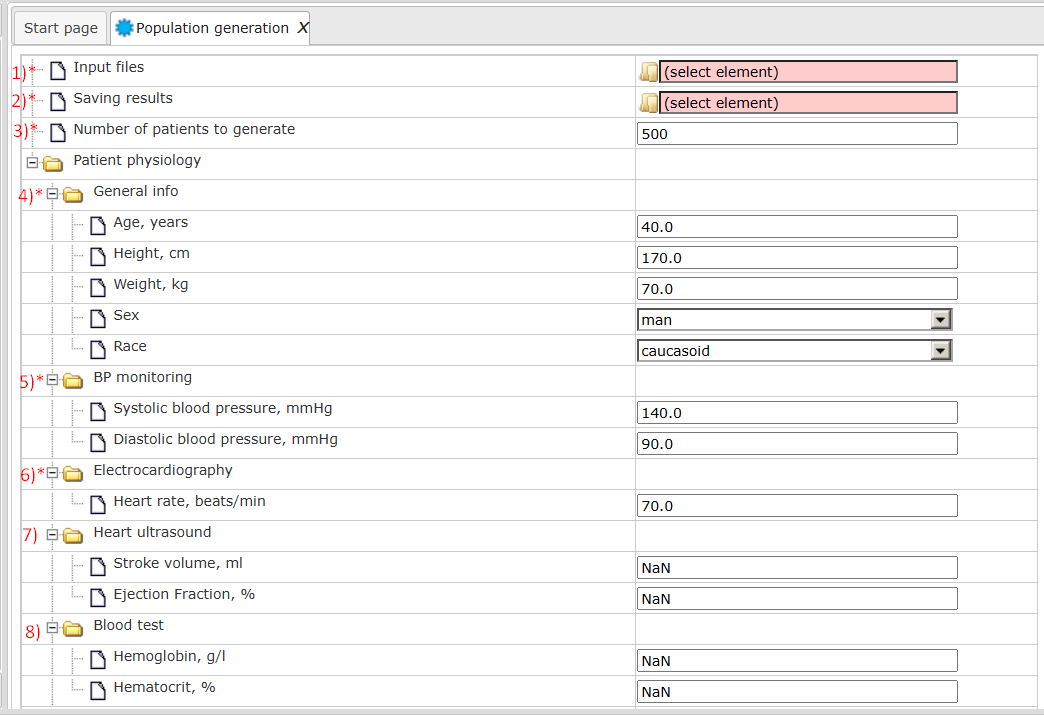 Start page
Population generation X
1)* Input files (select element)
2)* Saving results (select element)
3)* Number of patients to generate 500
Patient physiology
4)* General info
Age, years 40.0
Height, cm 170.0
Weight, kg 70.0
Sex man
Race caucasoid
5)* BP monitoring
Systolic blood pressure, mmHg 140.0
Diastolic blood pressure, mmHg 90.0
6)* Electrocardiography
Heart rate, beats/min 70.0
7) Heart ultrasound
Stroke volume, ml NaN
Ejection Fraction, % NaN
8) Blood test
Hemoglobin, g/l NaN
Hematocrit, % NaN